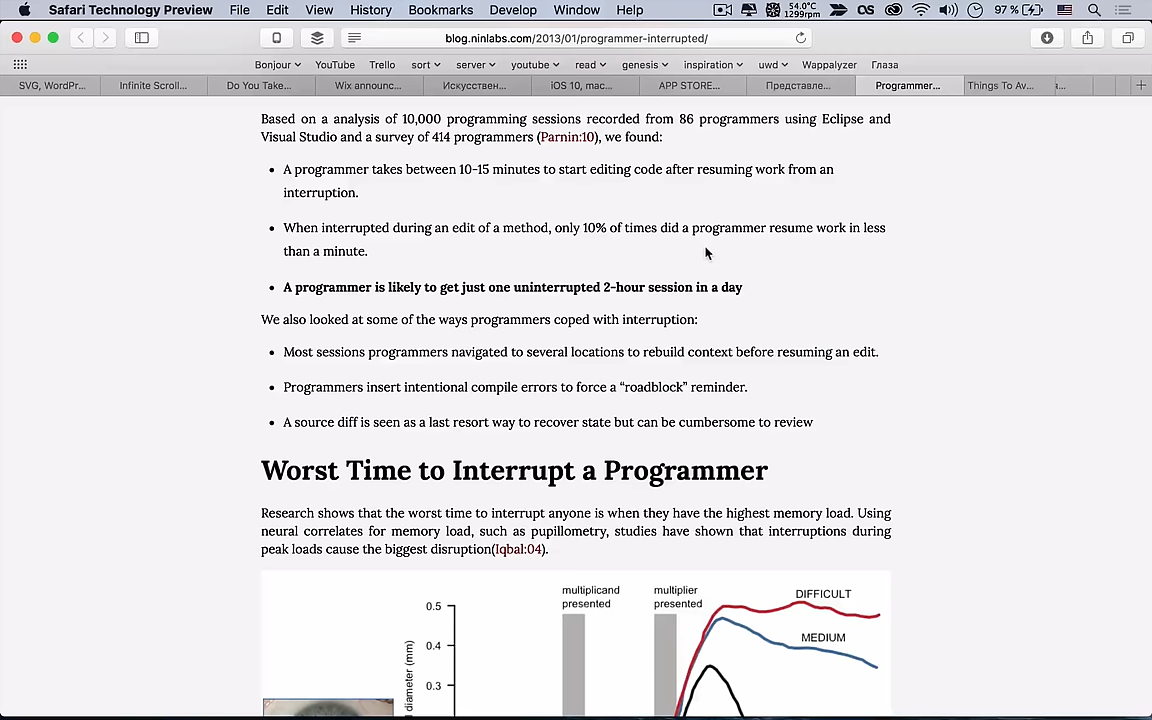 Safari Technology Preview File Edit View History Bookmarks Develop Window Help 54.0°C 1299rpm 97 %
blog.ninlabs.com/2013/01/programmer-interrupted/
Bonjour YouTube Trello sort server youtube read genesis inspiration uwd Wappalyzer Глаза
SVG, WordPr... Infinite Scroll... Do You Take... Wix announc... Искусствен... iOS 10, mac... APP STORE... Представле... Programmer... Things To Av...
Based on a analysis of 10,000 programming sessions recorded from 86 programmers using Eclipse and
Visual Studio and a survey of 414 programmers (Parnin:10), we found:
• A programmer takes between 10-15 minutes to start editing code after resuming work from an
interruption.
• When interrupted during an edit of a method, only 10% of times did a programmer resume work in less
than a minute.
• A programmer is likely to get just one uninterrupted 2-hour session in a day
We also looked at some of the ways programmers coped with interruption:
• Most sessions programmers navigated to several locations to rebuild context before resuming an edit.
• Programmers insert intentional compile errors to force a “roadblock” reminder.
• A source diff is seen as a last resort way to recover state but can be cumbersome to review
Worst Time to Interrupt a Programmer
Research shows that the worst time to interrupt anyone is when they have the highest memory load. Using
neural correlates for memory load, such as pupillometry, studies have shown that interruptions during
peak loads cause the biggest disruption(Iqbal:04).
multiplicand
presented
multiplier
presented
DIFFICULT
MEDIUM
0.5
0.4
0.3
diameter (mm)